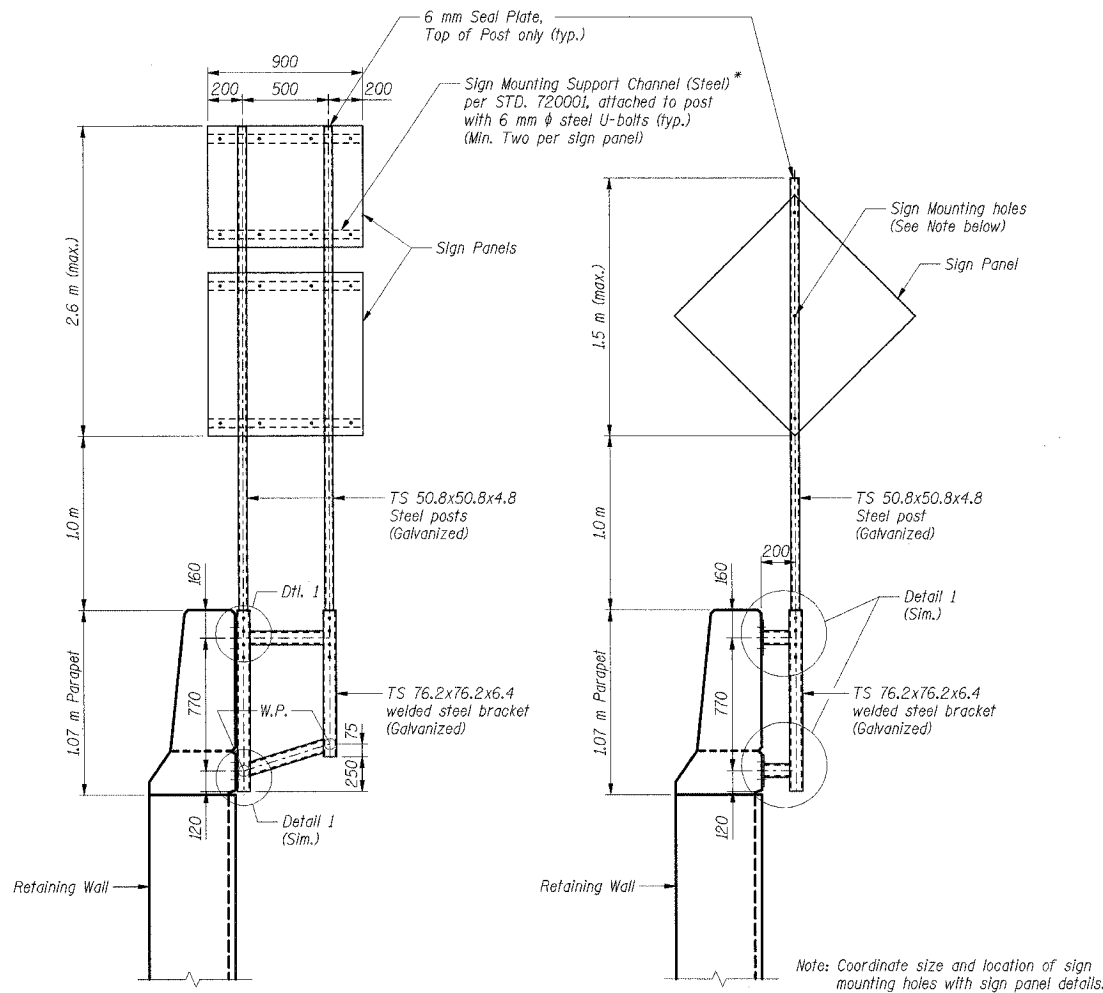 6 mm Seal Plate,
Top of Post only (typ.)
900
200
500
200
Sign Mounting Support Channel (Steel)*
per STD. 720001, attached to post
with 6 mm ϕ steel U-bolts (typ.)
(Min. Two per sign panel)
2.6 m (max.)
Sign Panels
1.0 m
TS 50.8x50.8x4.8
Steel posts
(Galvanized)
160
Dtl. 1
1.07 m Parapet
770
W.P.
TS 76.2x76.2x6.4
welded steel bracket
(Galvanized)
75
250
120
Detail 1
(Sim.)
Retaining Wall
Sign Mounting holes
(See Note below)
Sign Panel
1.5 m (max.)
1.0 m
TS 50.8x50.8x4.8
Steel post
(Galvanized)
200
160
Detail 1
(Sim.)
1.07 m Parapet
770
TS 76.2x76.2x6.4
welded steel bracket
(Galvanized)
120
Retaining Wall
Note: Coordinate size and location of sign
mounting holes with sign panel details.